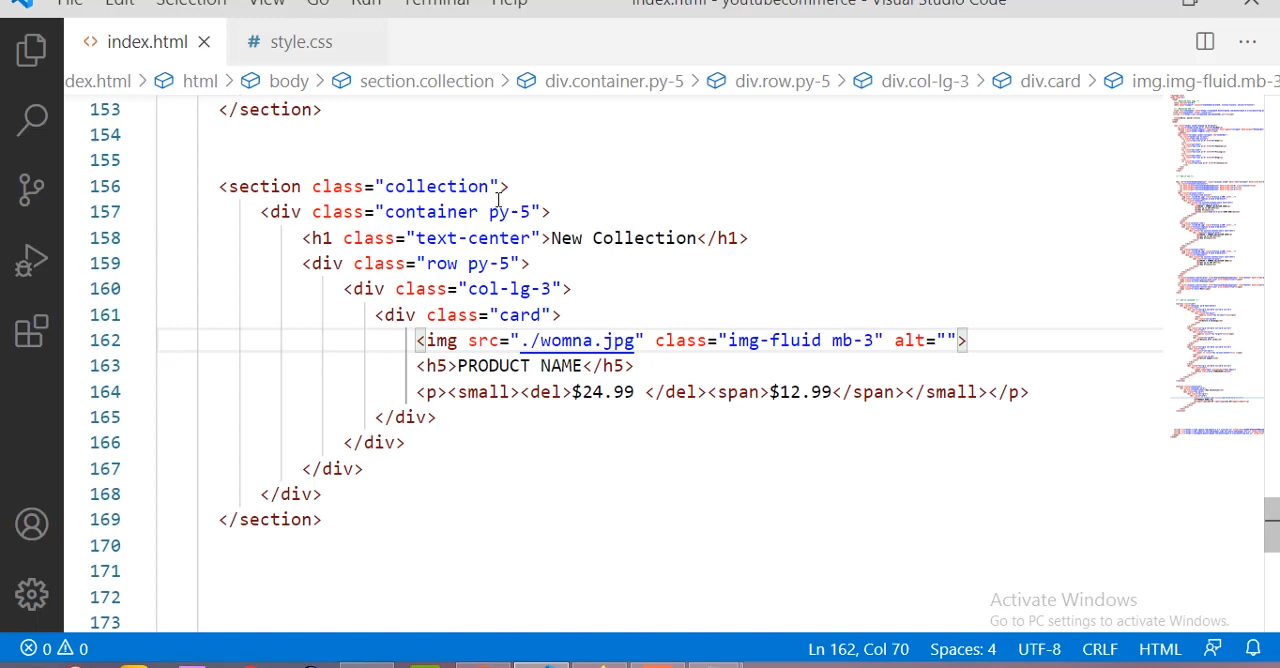 File Edit Selection View Go Run Terminal Help index.html - youtubecommerce - Visual Studio Code
<> index.html × # style.css ···
dex.html > html > body > section.collection > div.container.py-5 > div.row.py-5 > div.col-lg-3 > div.card > img.img-fluid.mb-3
153 </section>
154
155
156 <section class="collection">
157 <div class="container py-5">
158 <h1 class="text-center">New Collection</h1>
159 <div class="row py-5">
160 <div class="col-lg-3">
161 <div class="card">
162 <img src="./womna.jpg" class="img-fluid mb-3" alt="">
163 <h5>PRODUCT NAME</h5>
164 <p><small><del>$24.99 </del><span>$12.99</span></small></p>
165 </div>
166 </div>
167 </div>
168 </div>
169 </section>
170
171
172
173
Activate Windows
Go to PC settings to activate Windows.
0 0 Ln 162, Col 70 Spaces: 4 UTF-8 CRLF HTML